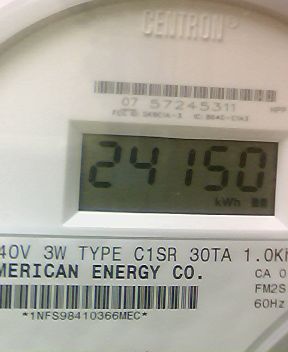 CENTRON®
07 57245311
24150
kWh
40V 3W TYPE C1SR 30TA 1.0Kh
MERICAN ENERGY CO.
CA 0
FM2S
60Hz
*1NFS98410366MEC*